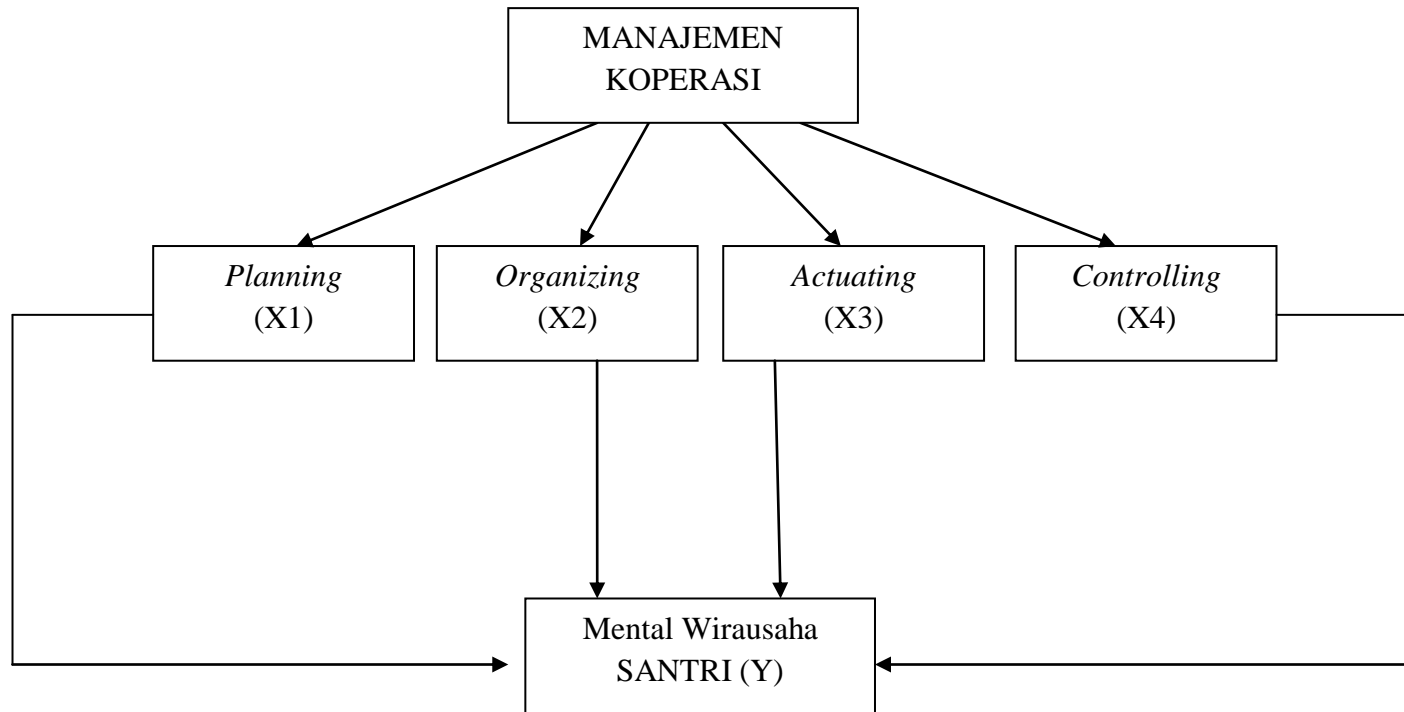 MANAJEMEN
KOPERASI
Planning
(X1)
Organizing
(X2)
Actuating
(X3)
Controlling
(X4)
Mental Wirausaha
SANTRI (Y)